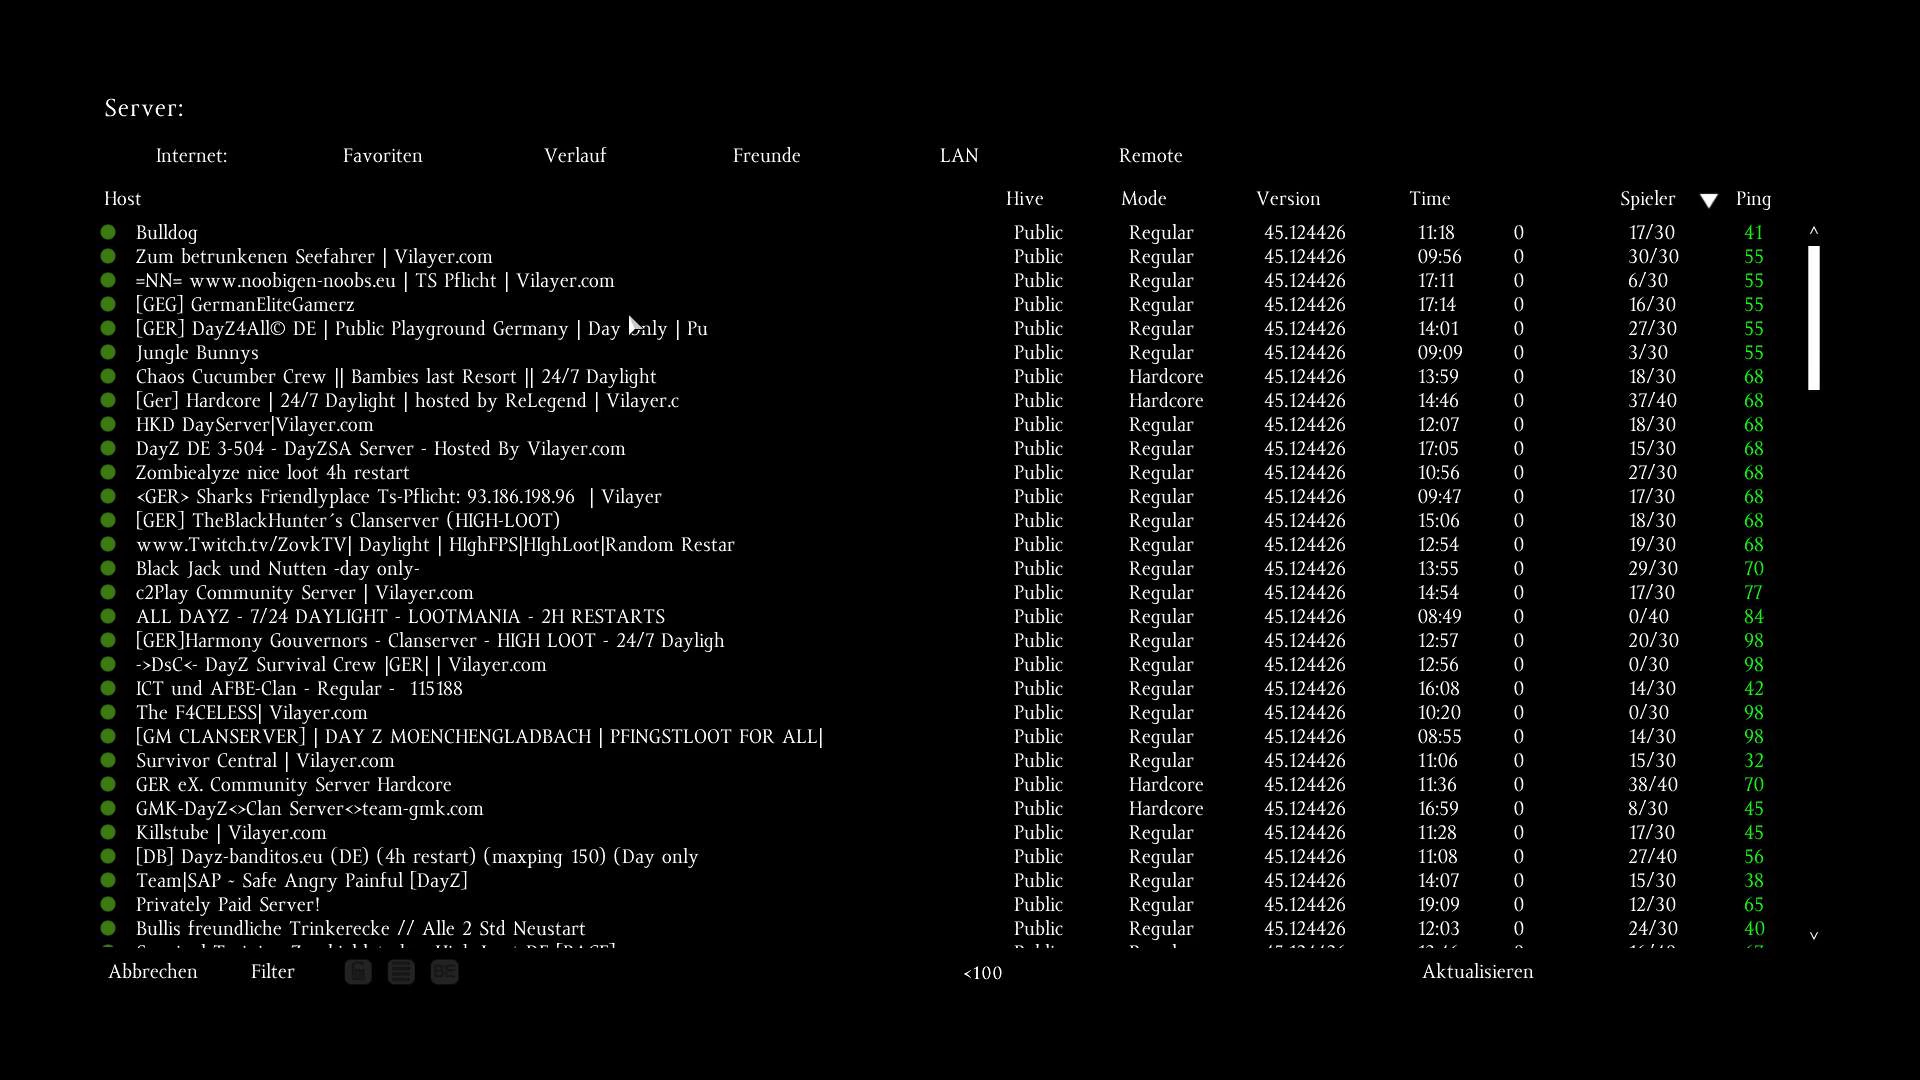 Server:
Internet: Favoriten Verlauf Freunde LAN Remote
Host Hive Mode Version Time Spieler Ping
Bulldog Public Regular 45.124426 11:18 0 17/30 41
Zum betrunkenen Seefahrer | Vilayer.com Public Regular 45.124426 09:56 0 30/30 55
=NN= www.noobigen-noobs.eu | TS Pflicht | Vilayer.com Public Regular 45.124426 17:11 0 6/30 55
[GEG] GermanEliteGamerz Public Regular 45.124426 17:14 0 16/30 55
[GER] DayZ4All© DE | Public Playground Germany | Day Only | Pu Public Regular 45.124426 14:01 0 27/30 55
Jungle Bunnys Public Regular 45.124426 09:09 0 3/30 55
Chaos Cucumber Crew || Bambies last Resort || 24/7 Daylight Public Hardcore 45.124426 13:59 0 18/30 68
[Ger] Hardcore | 24/7 Daylight | hosted by ReLegend | Vilayer.c Public Hardcore 45.124426 14:46 0 37/40 68
HKD DayServer|Vilayer.com Public Regular 45.124426 12:07 0 18/30 68
DayZ DE 3-504 - DayZSA Server - Hosted By Vilayer.com Public Regular 45.124426 17:05 0 15/30 68
Zombiealyze nice loot 4h restart Public Regular 45.124426 10:56 0 27/30 68
<GER> Sharks Friendlyplace Ts-Pflicht: 93.186.198.96 | Vilayer Public Regular 45.124426 09:47 0 17/30 68
[GER] TheBlackHunter´s Clanserver (HIGH-LOOT) Public Regular 45.124426 15:06 0 18/30 68
www.Twitch.tv/ZovkTV| Daylight | HIghFPS|HIghLoot|Random Restar Public Regular 45.124426 12:54 0 19/30 68
Black Jack und Nutten -day only- Public Regular 45.124426 13:55 0 29/30 70
c2Play Community Server | Vilayer.com Public Regular 45.124426 14:54 0 17/30 77
ALL DAYZ - 7/24 DAYLIGHT - LOOTMANIA - 2H RESTARTS Public Regular 45.124426 08:49 0 0/40 84
[GER]Harmony Gouvernors - Clanserver - HIGH LOOT - 24/7 Dayligh Public Regular 45.124426 12:57 0 20/30 98
->DsC<- DayZ Survival Crew |GER| | Vilayer.com Public Regular 45.124426 12:56 0 0/30 98
ICT und AFBE-Clan - Regular - 115188 Public Regular 45.124426 16:08 0 14/30 42
The F4CELESS| Vilayer.com Public Regular 45.124426 10:20 0 0/30 98
[GM CLANSERVER] | DAY Z MOENCHENGLADBACH | PFINGSTLOOT FOR ALL| Public Regular 45.124426 08:55 0 14/30 98
Survivor Central | Vilayer.com Public Regular 45.124426 11:06 0 15/30 32
GER eX. Community Server Hardcore Public Hardcore 45.124426 11:36 0 38/40 70
GMK-DayZ<>Clan Server<>team-gmk.com Public Hardcore 45.124426 16:59 0 8/30 45
Killstube | Vilayer.com Public Regular 45.124426 11:28 0 17/30 45
[DB] Dayz-banditos.eu (DE) (4h restart) (maxping 150) (Day only Public Regular 45.124426 11:08 0 27/40 56
Team|SAP ~ Safe Angry Painful [DayZ] Public Regular 45.124426 14:07 0 15/30 38
Privately Paid Server! Public Regular 45.124426 19:09 0 12/30 65
Bullis freundliche Trinkerecke // Alle 2 Std Neustart Public Regular 45.124426 12:03 0 24/30 40
Abbrechen Filter BE <100 Aktualisieren